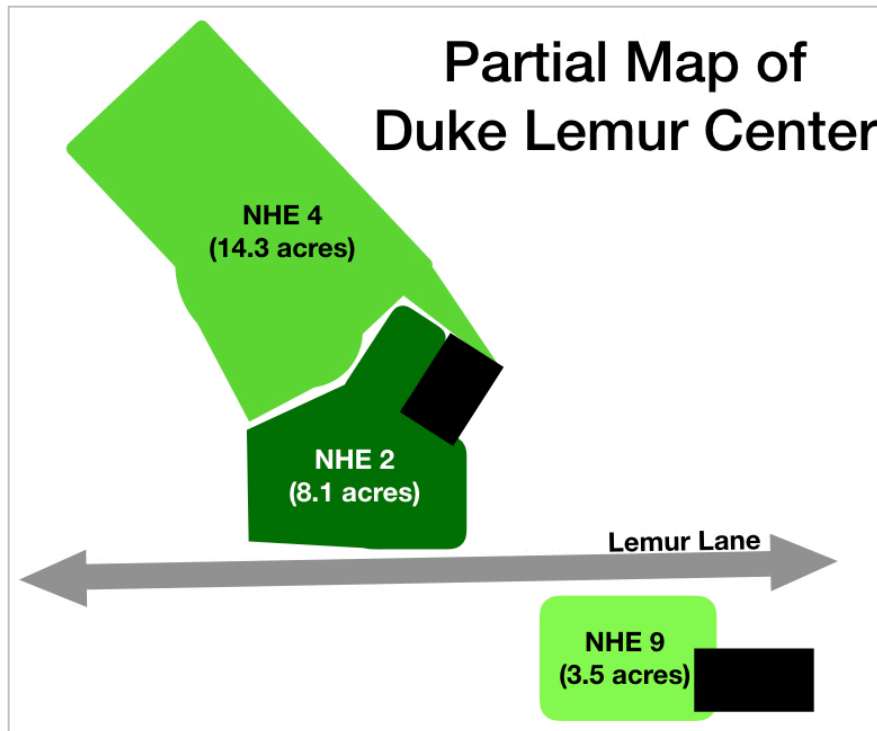 Partial Map of
Duke Lemur Center
NHE 4
(14.3 acres)
NHE 2
(8.1 acres)
Lemur Lane
NHE 9
(3.5 acres)